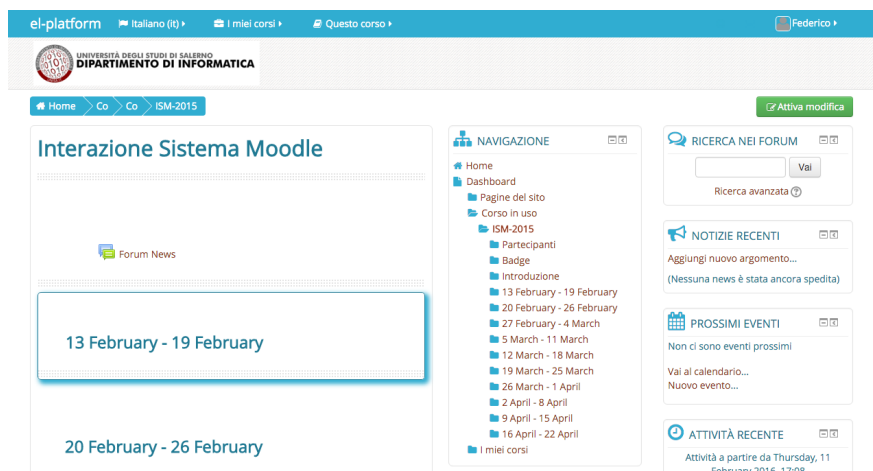 el-platform
Italiano (it)
I miei corsi
Questo corso
Federico
UNIVERSITÀ DEGLI STUDI DI SALERNO
DIPARTIMENTO DI INFORMATICA
Home
Co
Co
ISM-2015
Attiva modifica
Interazione Sistema Moodle
Forum News
13 February - 19 February
20 February - 26 February
NAVIGAZIONE
Home
Dashboard
Pagine del sito
Corso in uso
ISM-2015
Partecipanti
Badge
Introduzione
13 February - 19 February
20 February - 26 February
27 February - 4 March
5 March - 11 March
12 March - 18 March
19 March - 25 March
26 March - 1 April
2 April - 8 April
9 April - 15 April
16 April - 22 April
I miei corsi
RICERCA NEI FORUM
Vai
Ricerca avanzata ?
NOTIZIE RECENTI
Aggiungi nuovo argomento...
(Nessuna news è stata ancora spedita)
PROSSIMI EVENTI
Non ci sono eventi prossimi
Vai al calendario...
Nuovo evento...
ATTIVITÀ RECENTE
Attività a partire da Thursday, 11
February 2016, 17:08